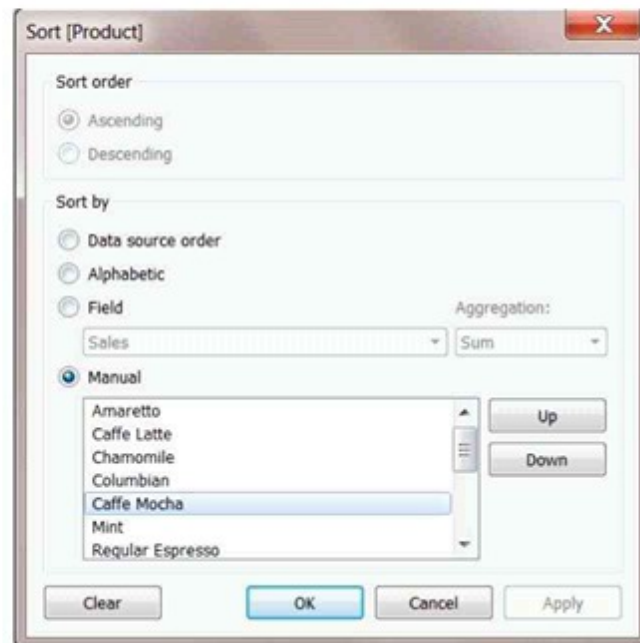 Sort [Product]
Sort order
Ascending
Descending
Sort by
Data source order
Alphabetic
Field
Aggregation:
Sales
Sum
Manual
Amaretto
Caffe Latte
Chamomile
Columbian
Caffe Mocha
Mint
Regular Espresso
Up
Down
Clear
OK
Cancel
Apply